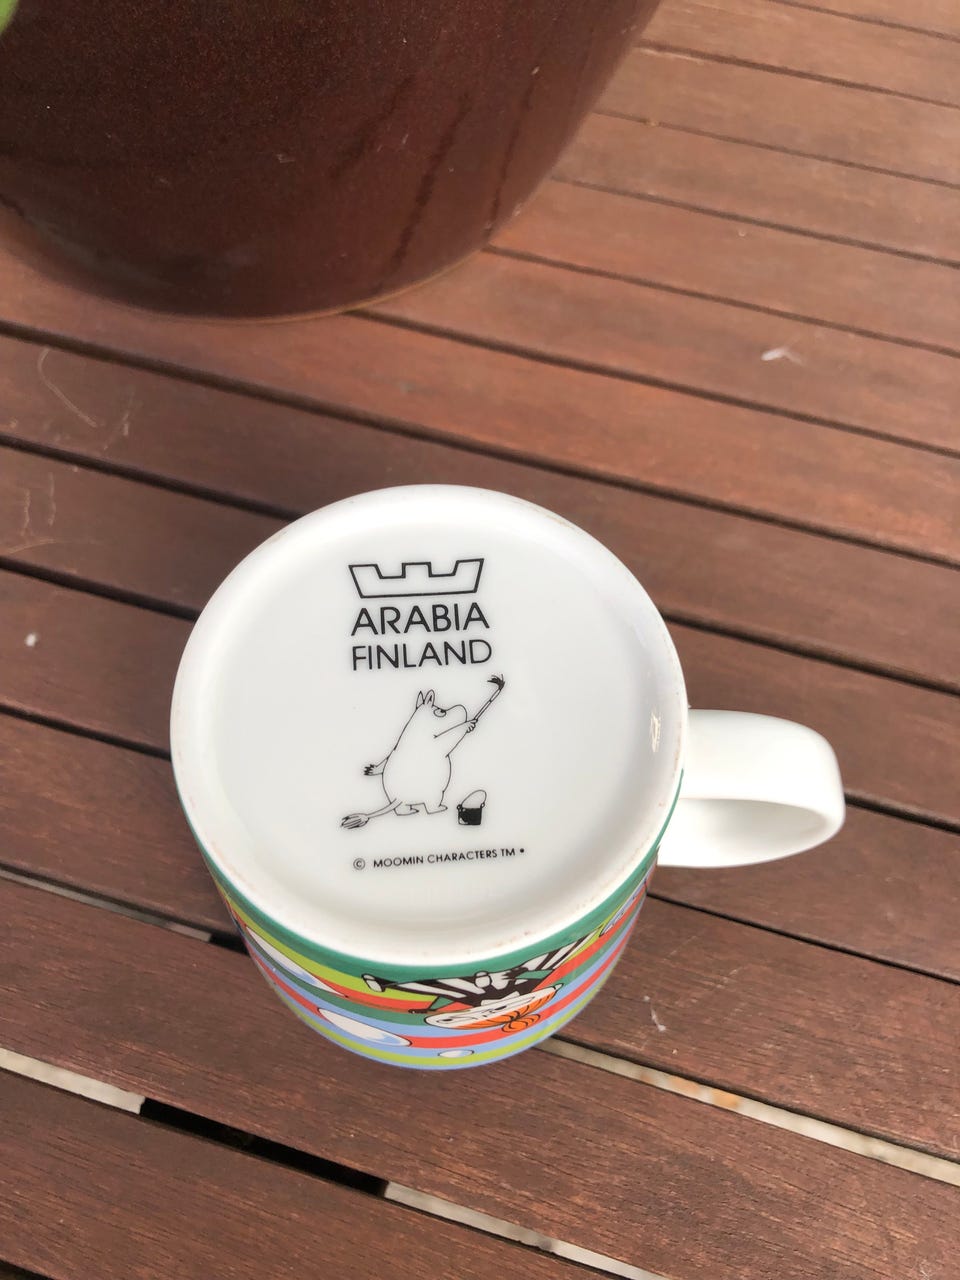 ARABIA
FINLAND
© MOOMIN CHARACTERS TM •